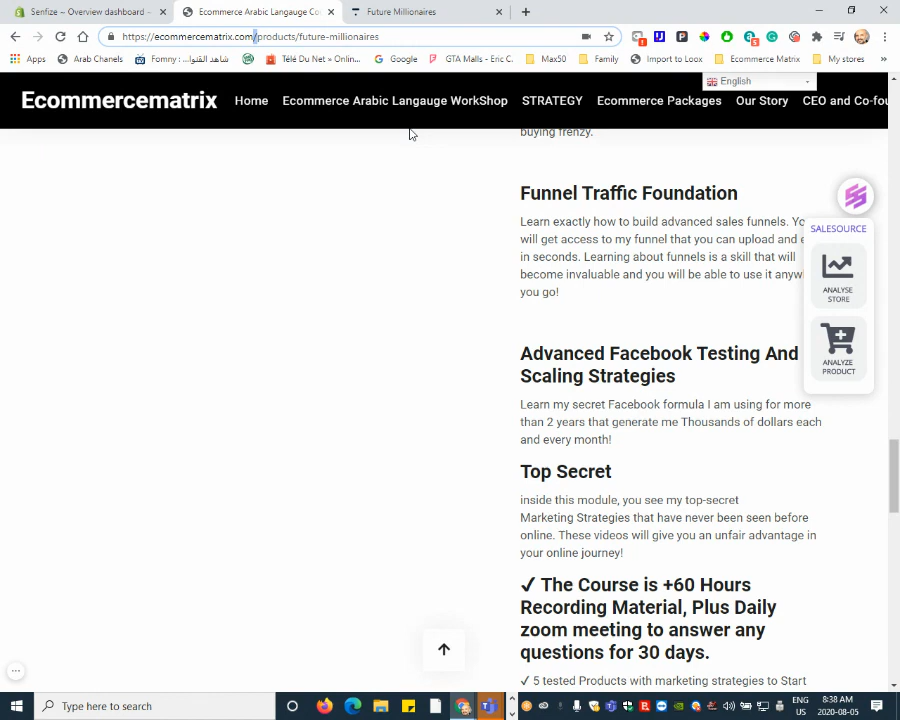 Senfize ~ Overview dashboard –
Ecommerce Arabic Langauge Co
Future Millionaires
https://ecommercematrix.com/products/future-millionaires
Apps
Arab Chanels
Fomny : شاهد القنوا...
Télé Du Net » Onlin...
Google
GTA Malls - Eric C.
Max50
Family
Import to Loox
Ecommerce Matrix
My stores
English
Ecommercematrix
Home
Ecommerce Arabic Langauge WorkShop
STRATEGY
Ecommerce Packages
Our Story
CEO and Co-fou
buying frenzy.
Funnel Traffic Foundation
Learn exactly how to build advanced sales funnels. You
will get access to my funnel that you can upload and e
in seconds. Learning about funnels is a skill that will
become invaluable and you will be able to use it anyw
you go!
SALESOURCE
ANALYSE
STORE
ANALYZE
PRODUCT
Advanced Facebook Testing And
Scaling Strategies
Learn my secret Facebook formula I am using for more
than 2 years that generate me Thousands of dollars each
and every month!
Top Secret
inside this module, you see my top-secret
Marketing Strategies that have never been seen before
online. These videos will give you an unfair advantage in
your online journey!
✓ The Course is +60 Hours
Recording Material, Plus Daily
zoom meeting to answer any
questions for 30 days.
✓ 5 tested Products with marketing strategies to Start
Type here to search
ENG
US
8:38 AM
2020-08-05